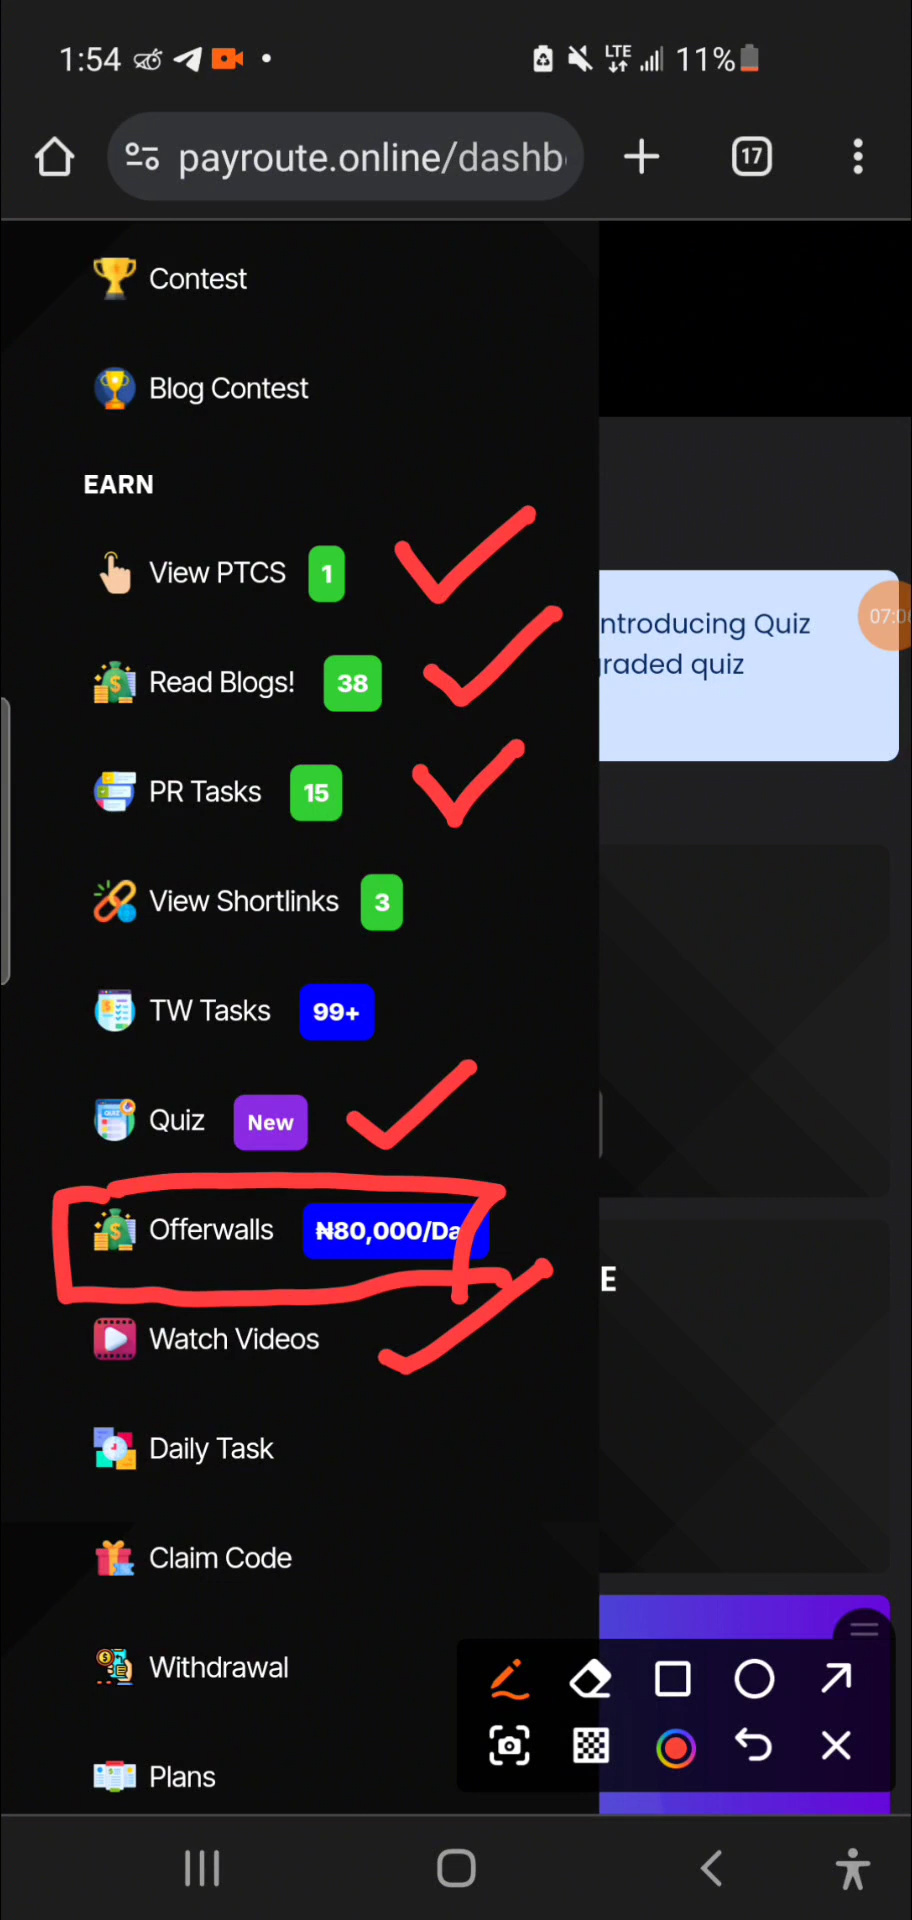 1:54
LTE
11%
payroute.online/dashb
17
Contest
Blog Contest
EARN
View PTCS 1
Read Blogs! 38
PR Tasks 15
View Shortlinks 3
TW Tasks 99+
Quiz New
QUIZ
Offerwalls ₦80,000/Da
Watch Videos
Daily Task
Claim Code
Withdrawal
Plans
ntroducing Quiz
raded quiz
07:0
E